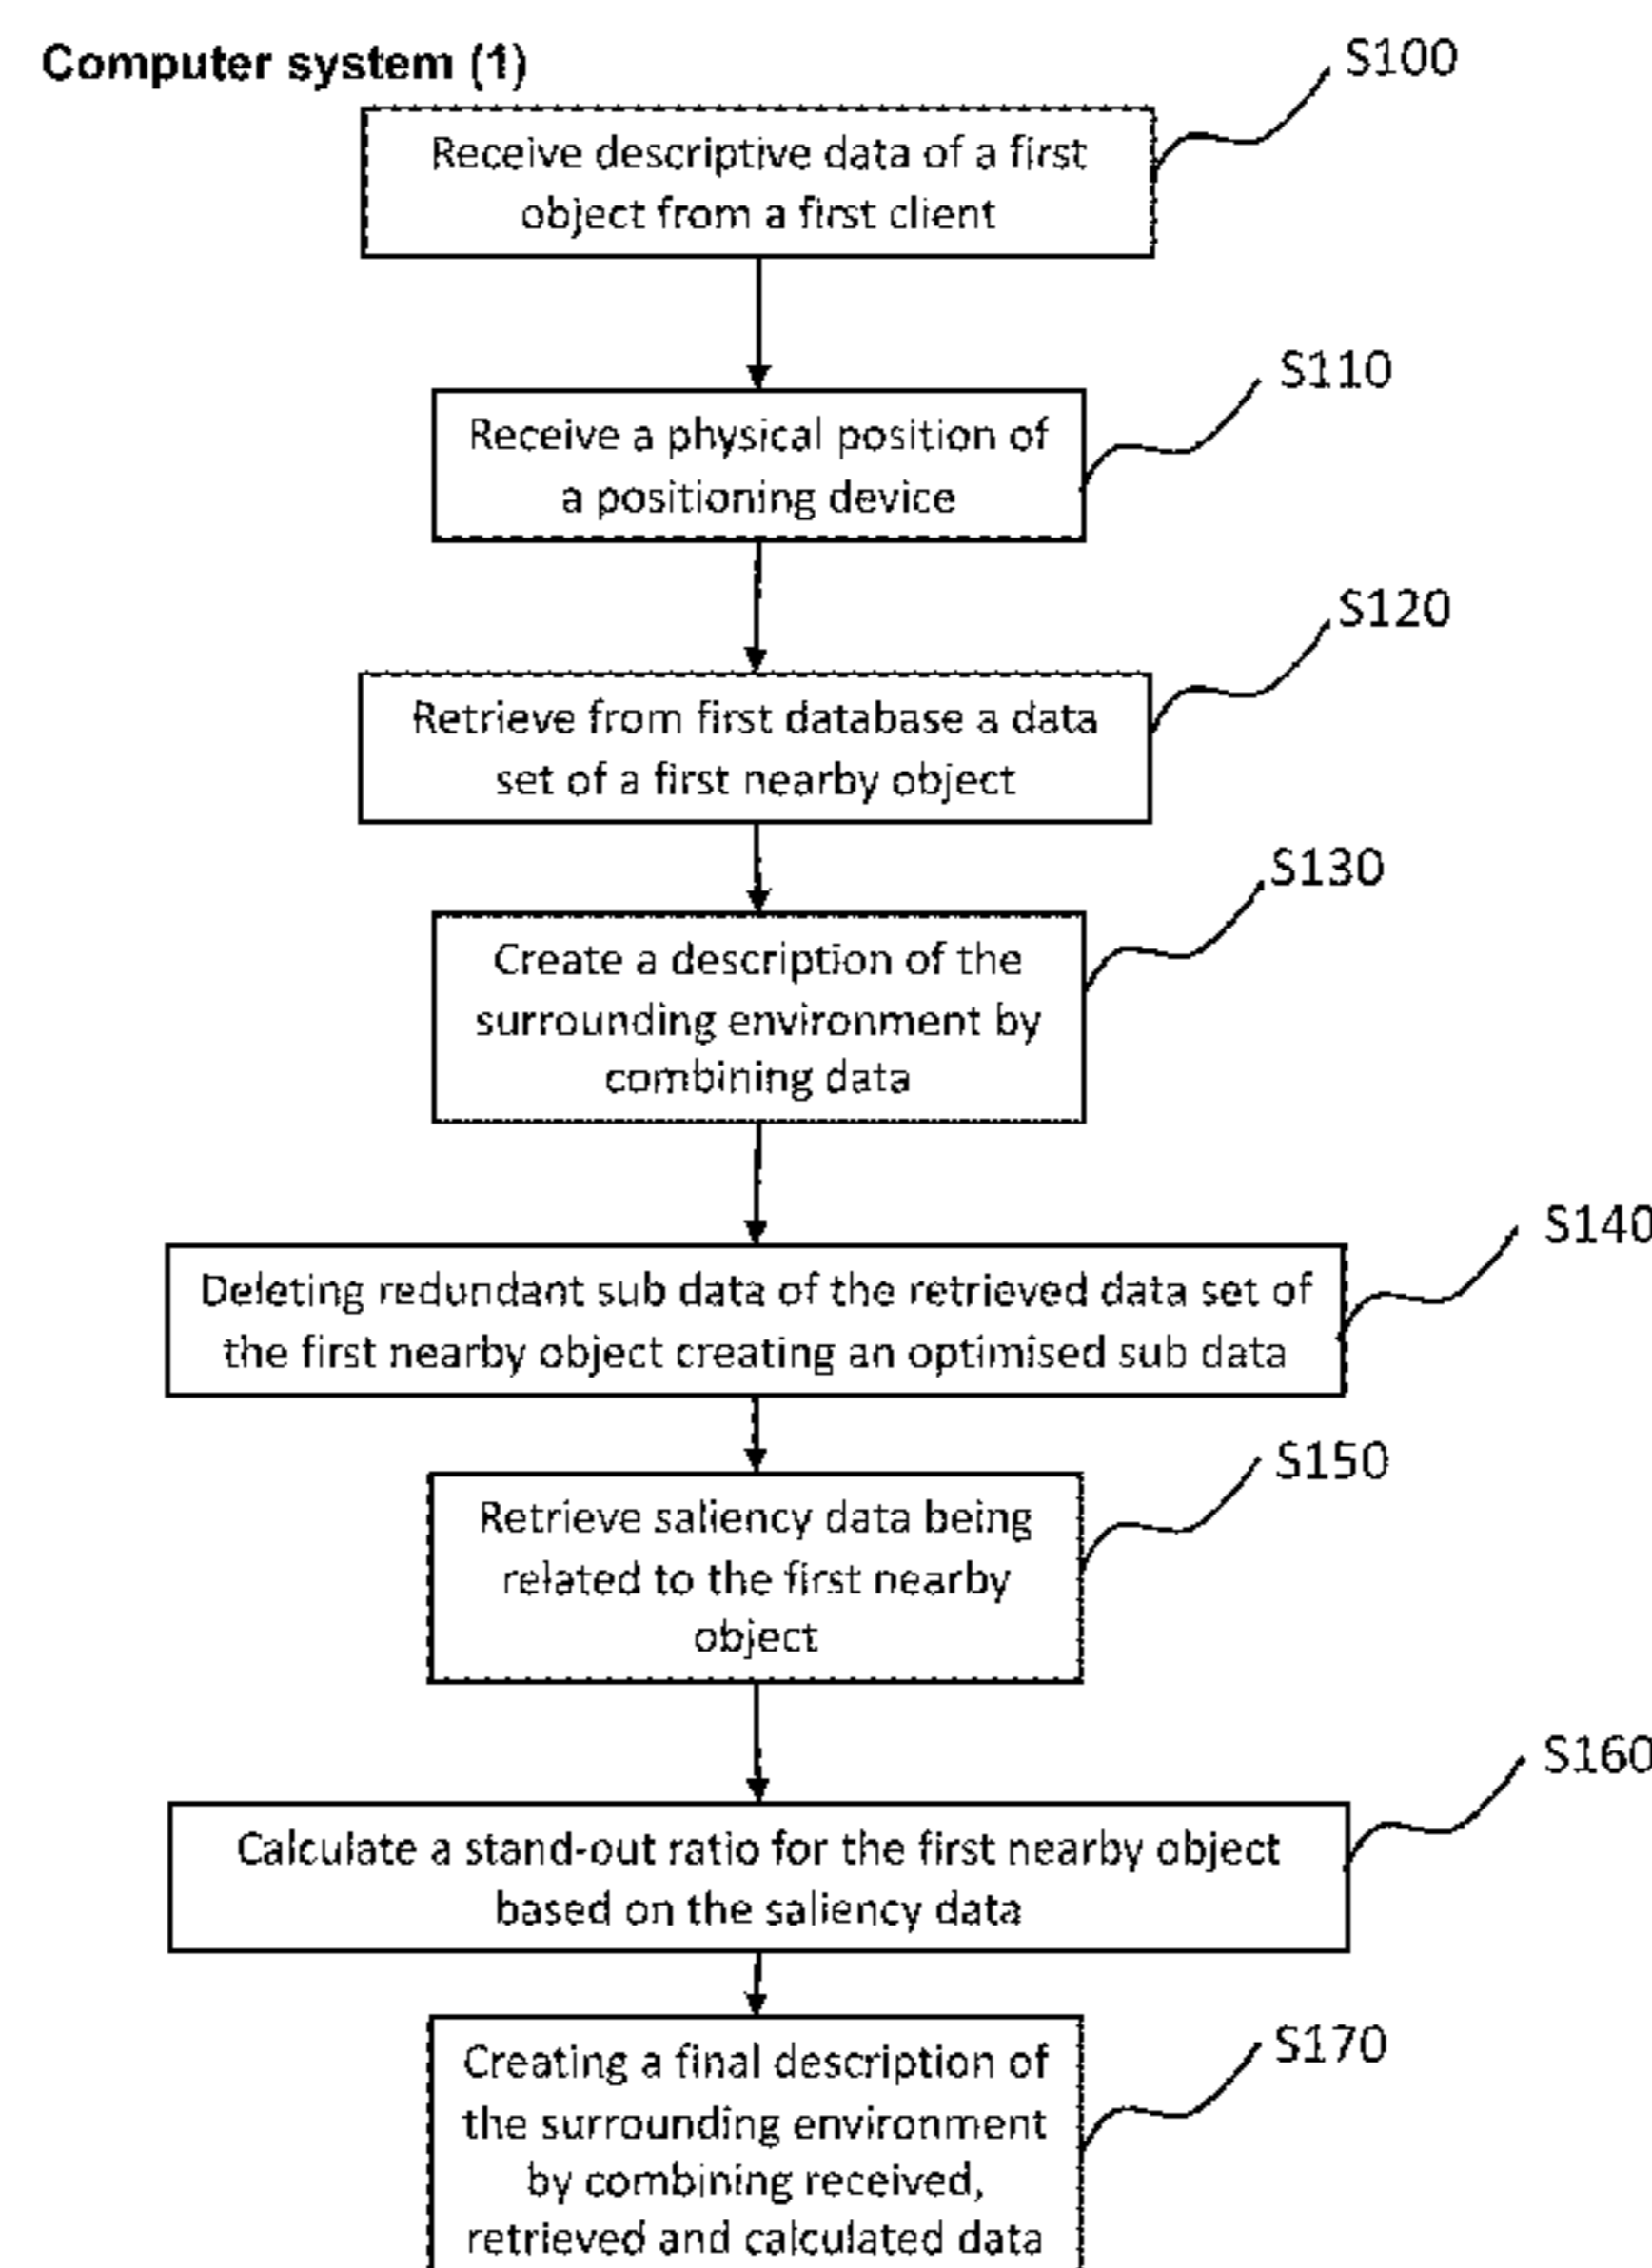 Computer system (1)
S100
Receive descriptive data of a first
object from a first client
S110
Receive a physical position of
a positioning device
S120
Retrieve from first database a data
set of a first nearby object
S130
Create a description of the
surrounding environment by
combining data
S140
Deleting redundant sub data of the retrieved data set of
the first nearby object creating an optimised sub data
S150
Retrieve saliency data being
related to the first nearby
object
S160
Calculate a stand-out ratio for the first nearby object
based on the saliency data
S170
Creating a final description of
the surrounding environment
by combining received,
retrieved and calculated data